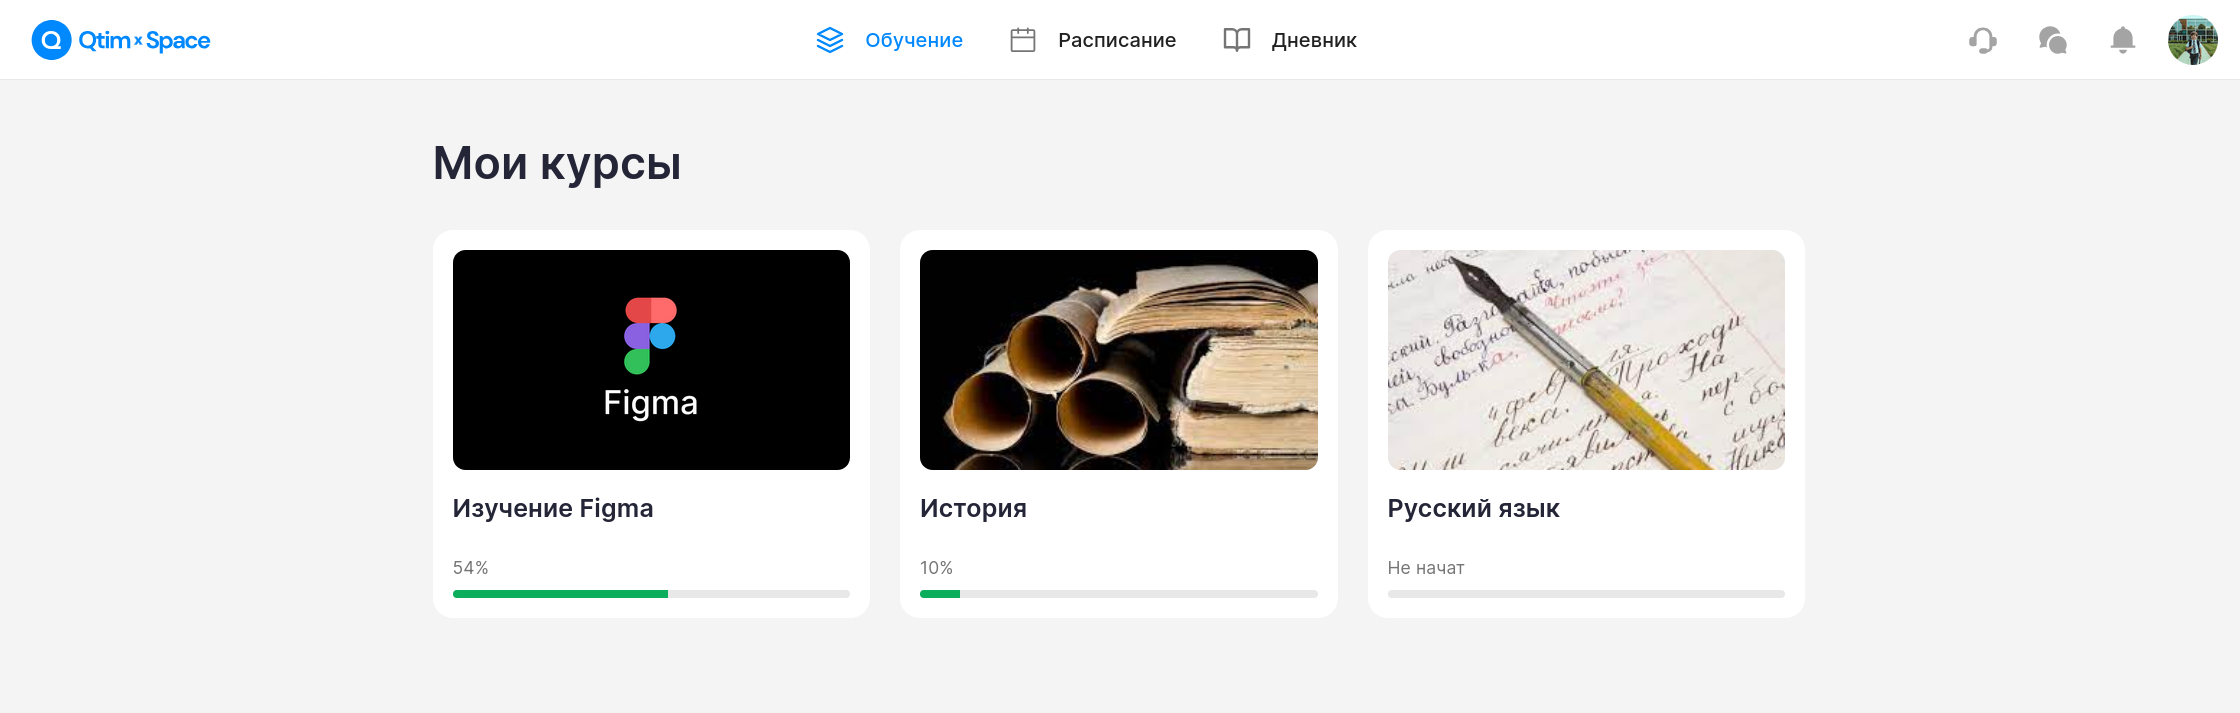 Qtim x Space
Обучение
Расписание
Дневник
Мои курсы
Figma
Изучение Figma
54%
История
10%
Русский язык
Не начат